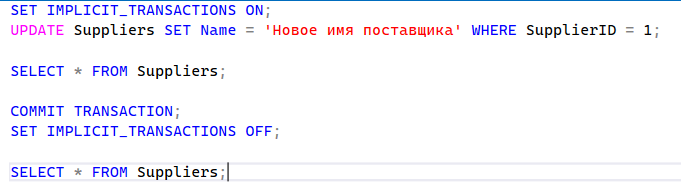 SET IMPLICIT_TRANSACTIONS ON;
UPDATE Suppliers SET Name = 'Новое имя поставщика' WHERE SupplierID = 1;
SELECT * FROM Suppliers;
COMMIT TRANSACTION;
SET IMPLICIT_TRANSACTIONS OFF;
SELECT * FROM Suppliers;